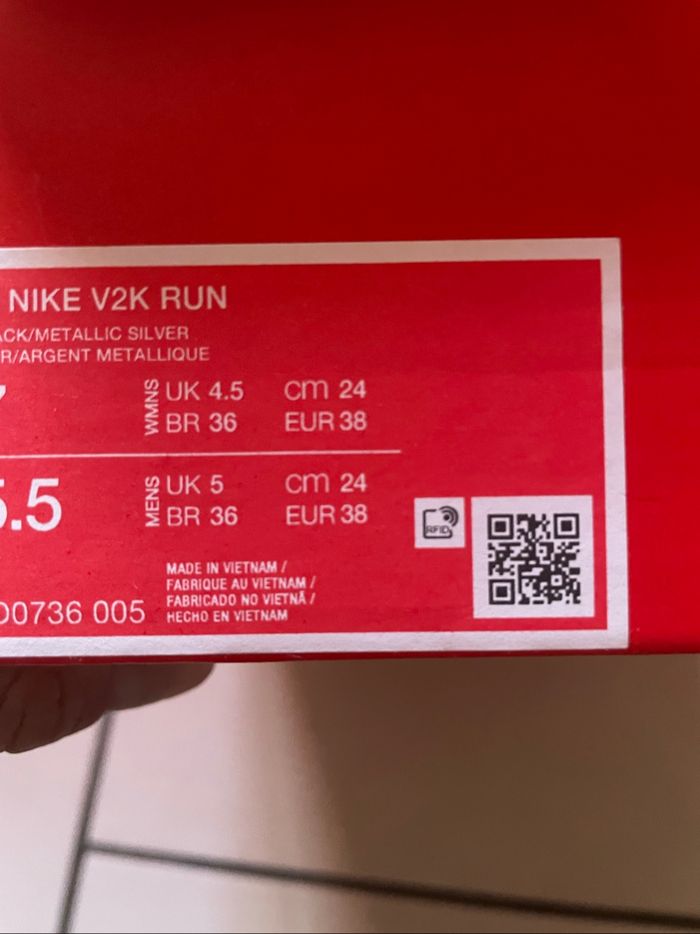 NIKE V2K RUN
ACK/METALLIC SILVER
R/ARGENT METALLIQUE
7
WMNS
UK 4.5 cm 24
BR 36 EUR 38
5.5
MENS
UK 5 cm 24
BR 36 EUR 38
RFID
MADE IN VIETNAM /
FABRIQUE AU VIETNAM /
FABRICADO NO VIETNÃ /
HECHO EN VIETNAM
D0736 005